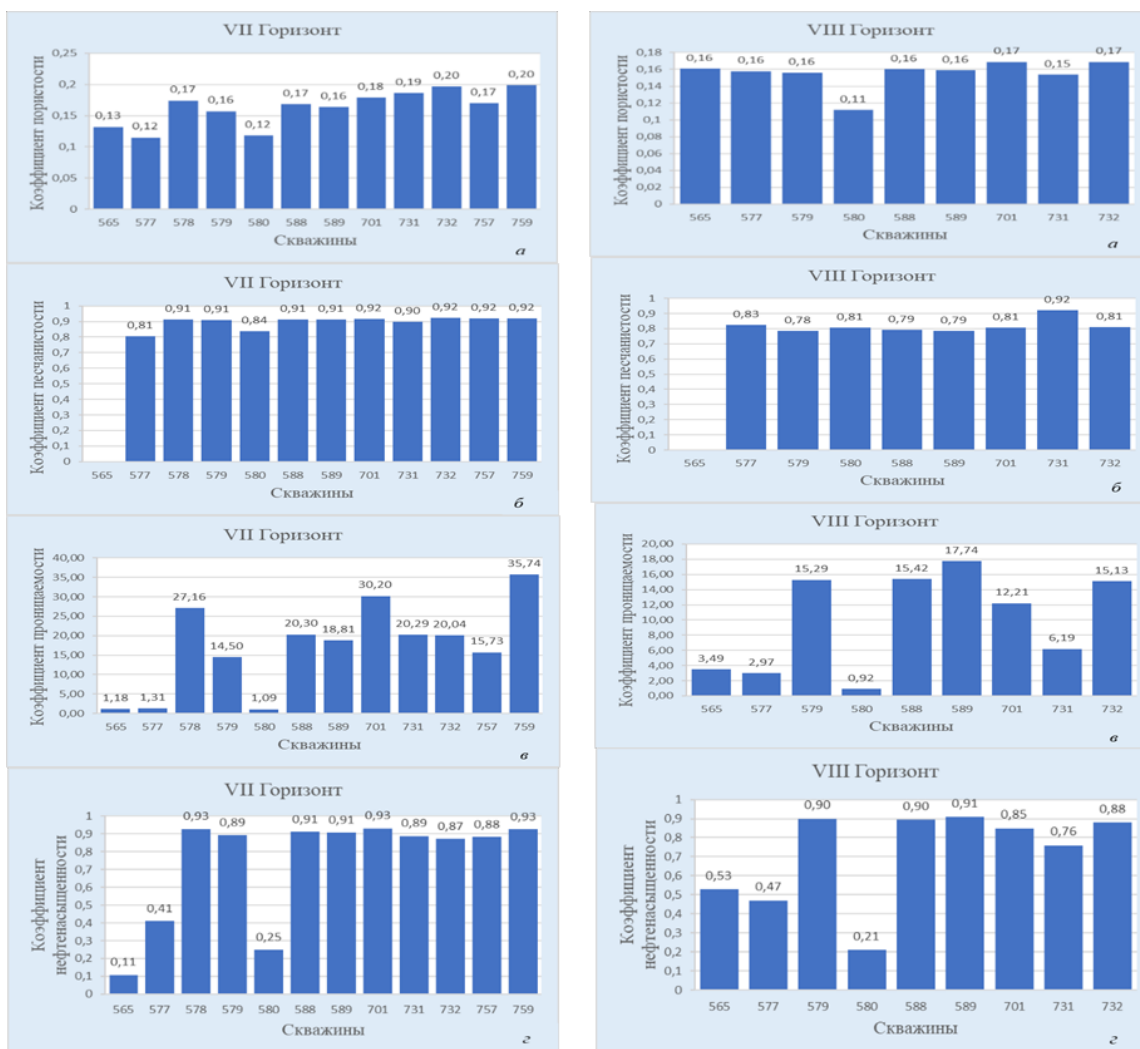 VII Горизонт
Коэффициент пористости
0,25
0,2
0,15
0,1
0,05
0
0,13 0,12 0,17 0,16 0,12 0,17 0,16 0,18 0,19 0,20 0,17 0,20
565 577 578 579 580 588 589 701 731 732 757 759
Скважины
а
VIII Горизонт
Коэффициент пористости
0,18
0,16
0,14
0,12
0,1
0,08
0,06
0,04
0,02
0
0,16 0,16 0,16 0,11 0,16 0,16 0,17 0,15 0,17
565 577 579 580 588 589 701 731 732
Скважины
а
VII Горизонт
Коэффициент песчанистости
1
0,9
0,8
0,7
0,6
0,5
0,4
0,3
0,2
0,1
0
0,81 0,91 0,91 0,84 0,91 0,91 0,92 0,90 0,92 0,92 0,92
565 577 578 579 580 588 589 701 731 732 757 759
Скважины
б
VIII Горизонт
Коэффициент песчанистости
1
0,9
0,8
0,7
0,6
0,5
0,4
0,3
0,2
0,1
0
0,83 0,78 0,81 0,79 0,79 0,81 0,92 0,81
565 577 579 580 588 589 701 731 732
Скважины
б
VII Горизонт
Коэффициент проницаемости
40,00
35,00
30,00
25,00
20,00
15,00
10,00
5,00
0,00
1,18 1,31 27,16 14,50 1,09 20,30 18,81 30,20 20,29 20,04 15,73 35,74
565 577 578 579 580 588 589 701 731 732 757 759
Скважины
в
VIII Горизонт
Коэффициент проницаемости
20,00
18,00
16,00
14,00
12,00
10,00
8,00
6,00
4,00
2,00
0,00
3,49 2,97 15,29 0,92 15,42 17,74 12,21 6,19 15,13
565 577 579 580 588 589 701 731 732
Скважины
в
VII Горизонт
Коэффициент
нефтенасыщенности
1
0,9
0,8
0,7
0,6
0,5
0,4
0,3
0,2
0,1
0
0,11 0,41 0,93 0,89 0,25 0,91 0,91 0,93 0,89 0,87 0,88 0,93
565 577 578 579 580 588 589 701 731 732 757 759
Скважины
г
VIII Горизонт
Коэффициент
нефтенасыщенности
1
0,9
0,8
0,7
0,6
0,5
0,4
0,3
0,2
0,1
0
0,53 0,47 0,90 0,21 0,90 0,91 0,85 0,76 0,88
565 577 579 580 588 589 701 731 732
Скважины
г